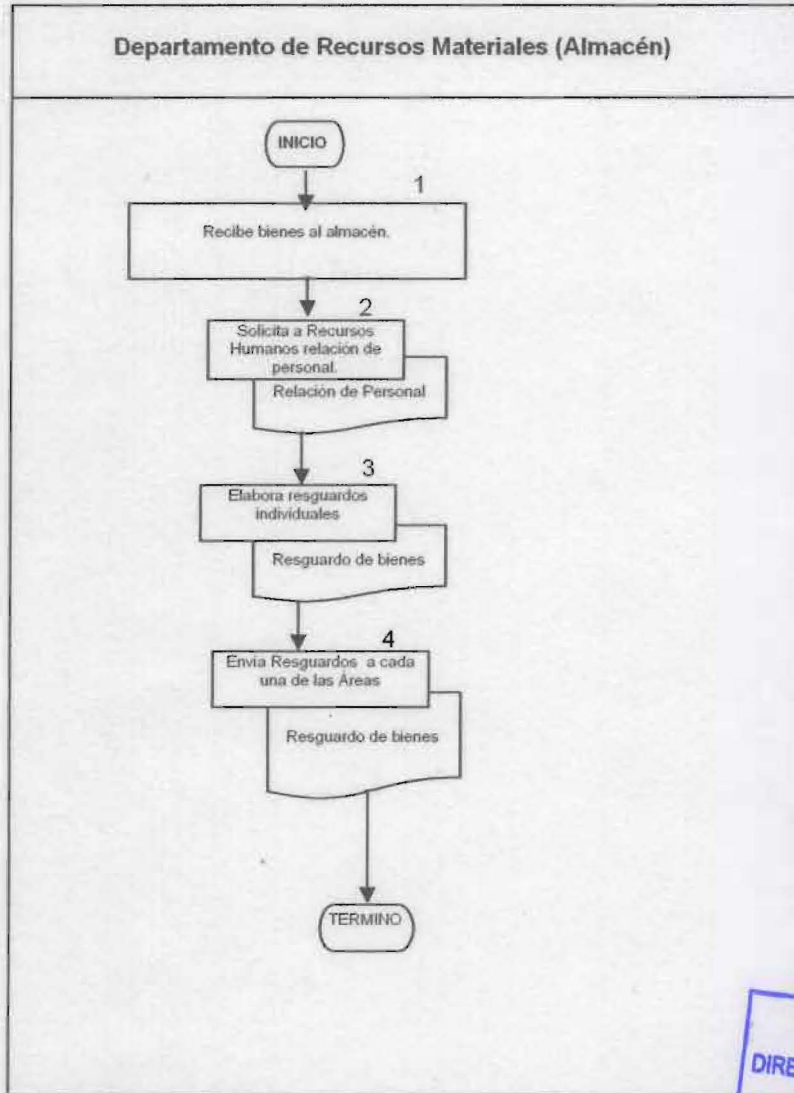 Departamento de Recursos Materiales (Almacén)
INICIO
1
Recibe bienes al almacén.
2
Solicita a Recursos
Humanos relación de
personal.
Relación de Personal
3
Elabora resguardos
individuales
Resguardo de bienes
4
Envía Resguardos a cada
una de las Áreas
Resguardo de bienes
TERMINO